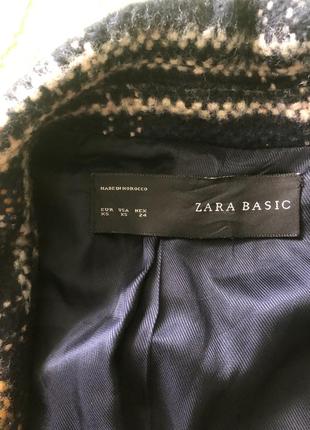 MADE IN MOROCCO
EUR USA MEX
XS XS 24
ZARA BASIC